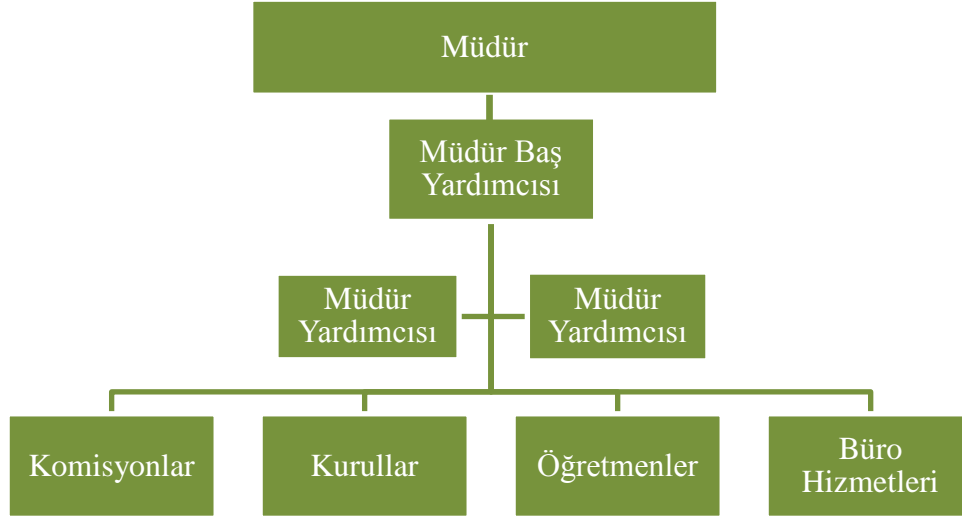 Müdür
Müdür Baş
Yardımcısı
Müdür
Yardımcısı
Müdür
Yardımcısı
Komisyonlar
Kurullar
Öğretmenler
Büro
Hizmetleri